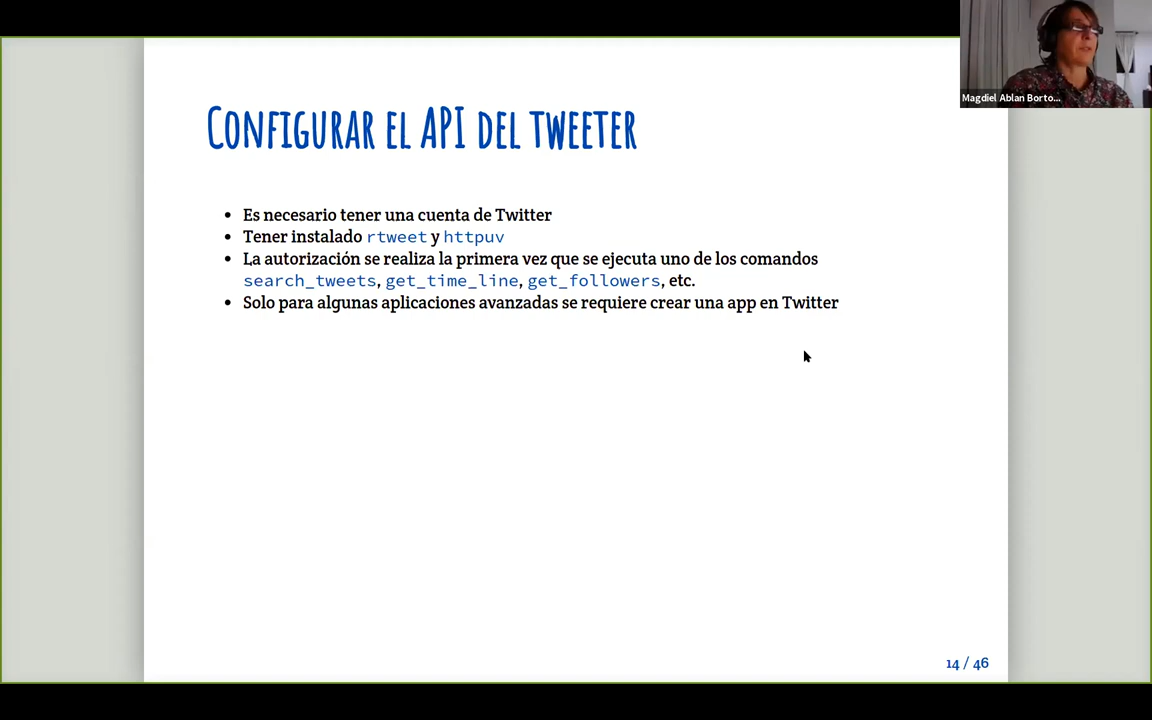 Magdiel Ablan Borto...
Configurar el API del tweeter
Es necesario tener una cuenta de Twitter
Tener instalado rtweet y httpuv
La autorización se realiza la primera vez que se ejecuta uno de los comandos
search_tweets, get_time_line, get_followers, etc.
Solo para algunas aplicaciones avanzadas se requiere crear una app en Twitter
14 / 46